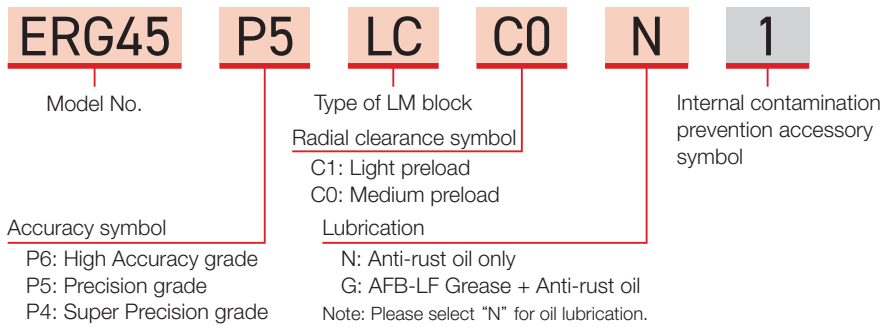 ERG45 P5 LC C0 N 1
Model No.
Type of LM block
Internal contamination
prevention accessory
symbol
Radial clearance symbol
C1: Light preload
C0: Medium preload
Accuracy symbol
P6: High Accuracy grade
P5: Precision grade
P4: Super Precision grade
Lubrication
N: Anti-rust oil only
G: AFB-LF Grease + Anti-rust oil
Note: Please select “N” for oil lubrication.